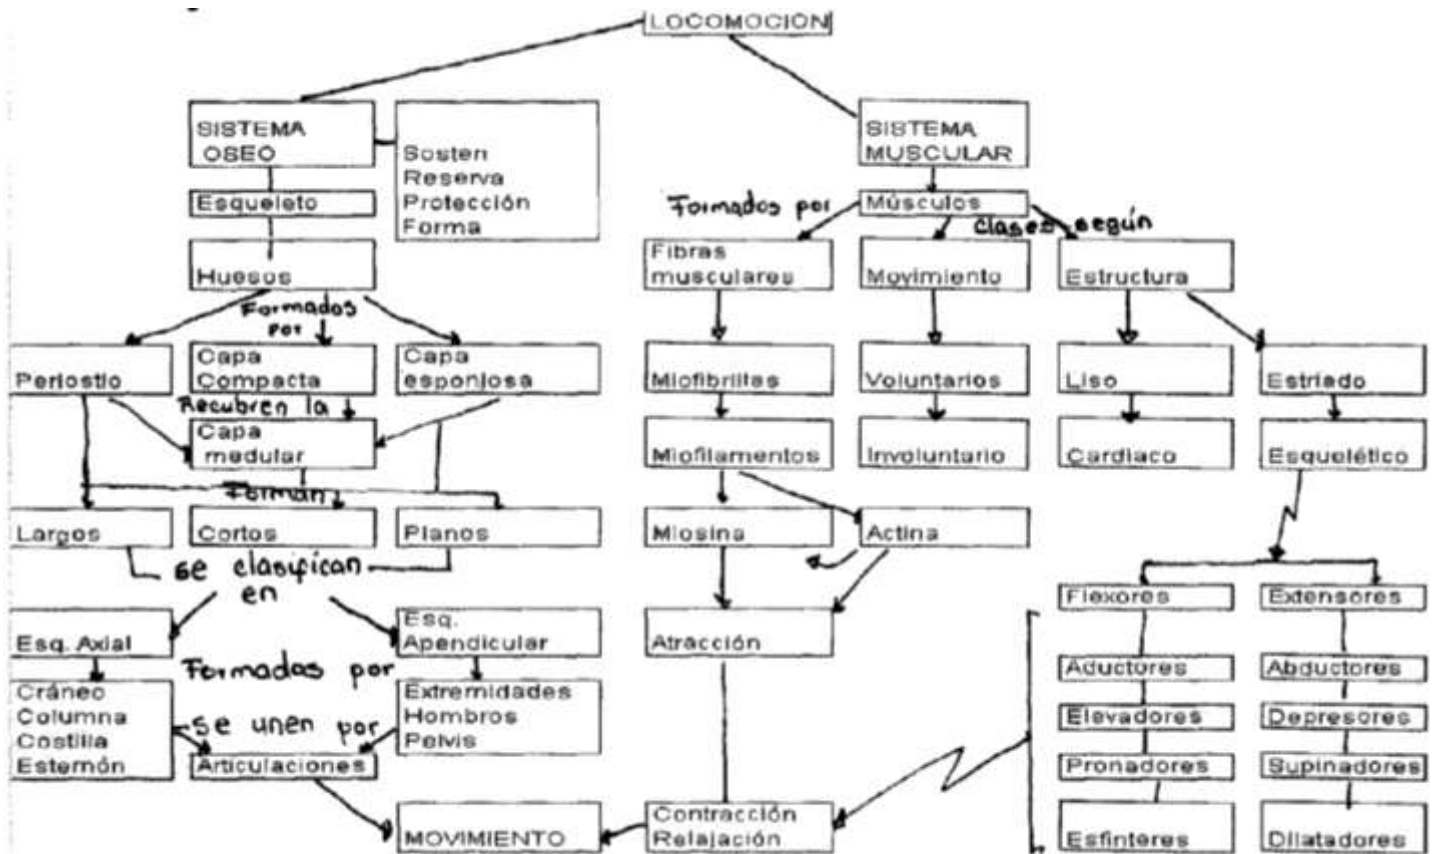 LOCOMOCIÓN
SISTEMA
OSEO
Sosten
Reserva
Protección
Forma
SISTEMA
MUSCULAR
Esqueleto
Formados por
Músculos
clases según
Huesos
Fibras
musculares
Movimiento
Estructura
Formados
por
Periostio
Capa
Compacta
Capa
esponjosa
Miofibrillas
Voluntarios
Liso
Estriado
Recubren la
Capa
medular
Miofilamentos
Involuntario
Cardiaco
Esquelético
Forman
Largos
Cortos
Planos
Miosina
Actina
se clasifican
en
Flexores
Extensores
Esq. Axial
Esq.
Apendicular
Atracción
Aductores
Abductores
Formados por
Cráneo
Columna
Costilla
Esternón
Extremidades
Hombros
Pelvis
se unen por
Articulaciones
Elevadores
Depresores
Pronadores
Supinadores
MOVIMIENTO
Contracción
Relajación
Esfinteres
Dilatadores